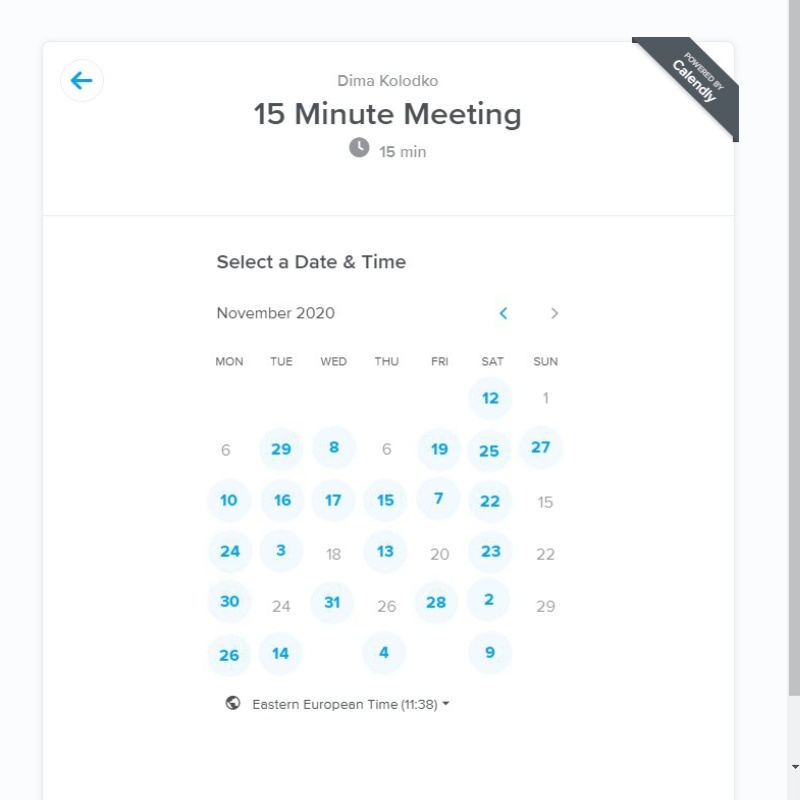 POWERED BY
Calendly
Dima Kolodko
15 Minute Meeting
15 min
Select a Date & Time
November 2020
MON TUE WED THU FRI SAT SUN
12 1
6 29 8 6 19 25 27
10 16 17 15 7 22 15
24 3 18 13 20 23 22
30 24 31 26 28 2 29
26 14 4 9
Eastern European Time (11:38)